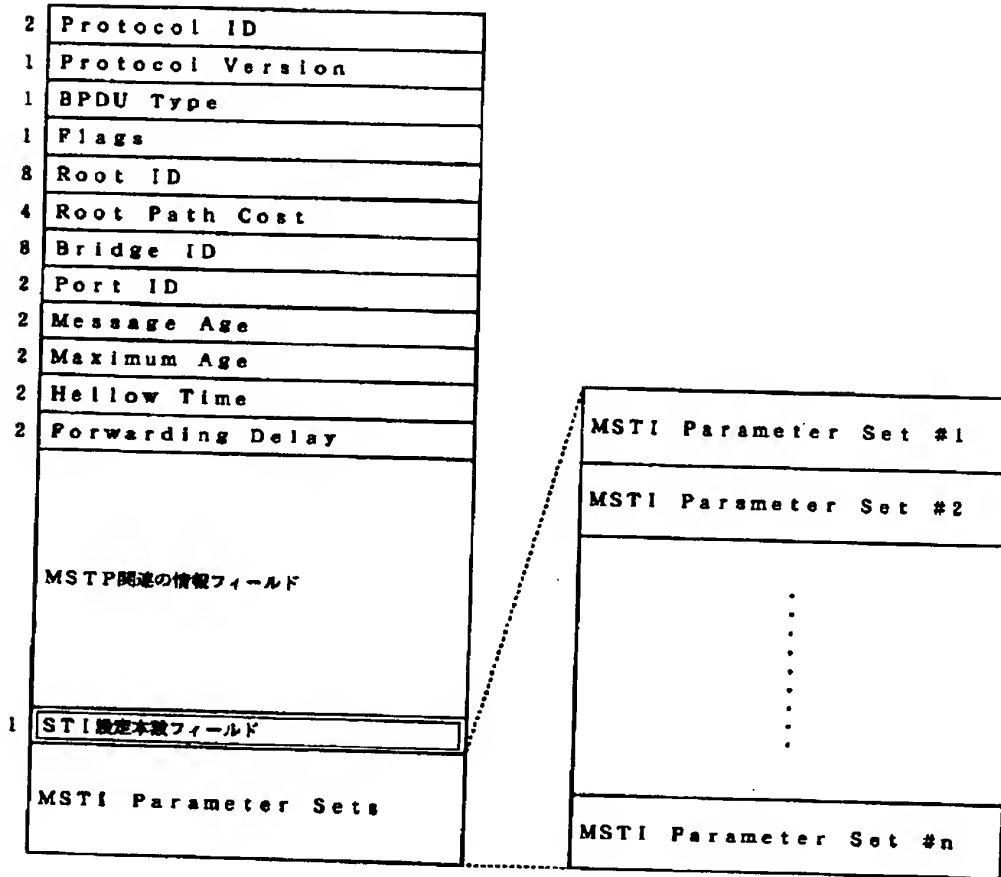 2 Protocol ID
1 Protocol Version
1 BPDU Type
1 Flags
8 Root ID
4 Root Path Cost
8 Bridge ID
2 Port ID
2 Message Age
2 Maximum Age
2 Hellow Time
2 Forwarding Delay
MSTP関連の情報フィールド
1 STI設定本数フィールド
MSTI Parameter Sets
MSTI Parameter Set #1
MSTI Parameter Set #2
MSTI Parameter Set #n